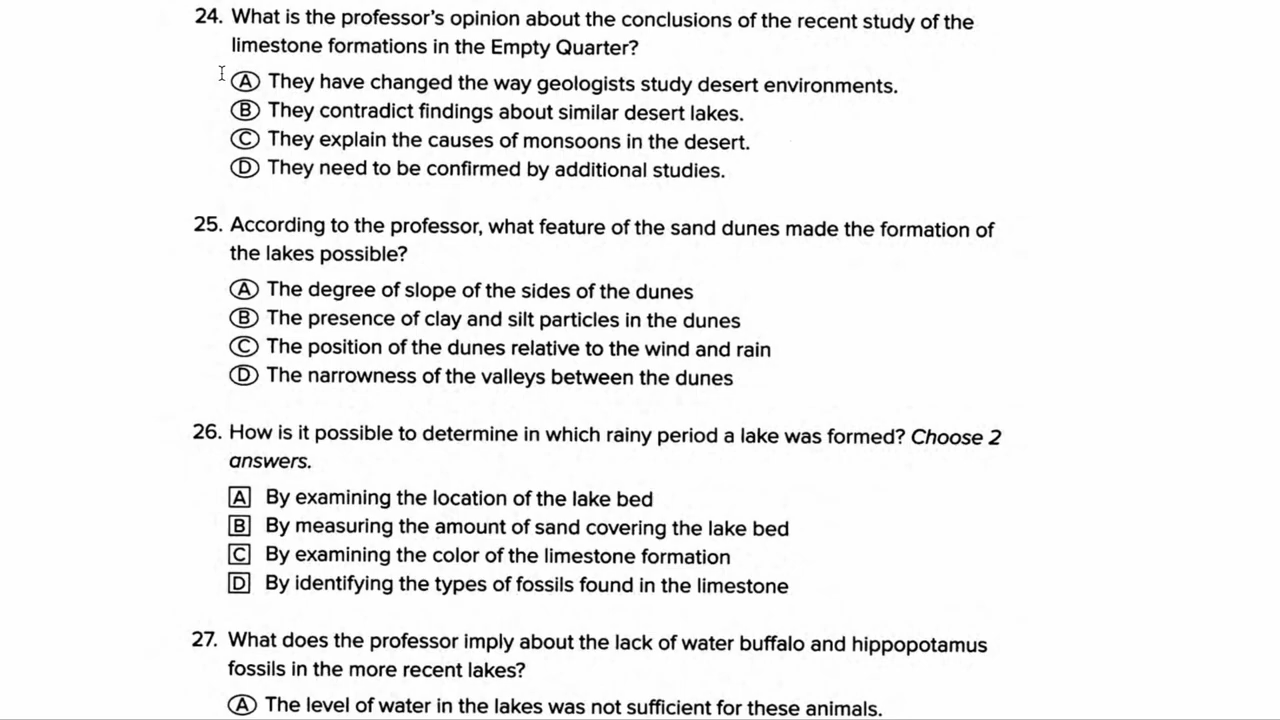 24. What is the professor's opinion about the conclusions of the recent study of the
limestone formations in the Empty Quarter?
A They have changed the way geologists study desert environments.
B They contradict findings about similar desert lakes.
C They explain the causes of monsoons in the desert.
D They need to be confirmed by additional studies.
25. According to the professor, what feature of the sand dunes made the formation of
the lakes possible?
A The degree of slope of the sides of the dunes
B The presence of clay and silt particles in the dunes
C The position of the dunes relative to the wind and rain
D The narrowness of the valleys between the dunes
26. How is it possible to determine in which rainy period a lake was formed? Choose 2
answers.
A By examining the location of the lake bed
B By measuring the amount of sand covering the lake bed
C By examining the color of the limestone formation
D By identifying the types of fossils found in the limestone
27. What does the professor imply about the lack of water buffalo and hippopotamus
fossils in the more recent lakes?
A The level of water in the lakes was not sufficient for these animals.